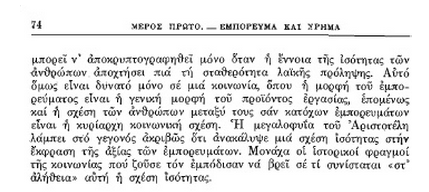 74 ΜΕΡΟΣ ΠΡΩΤΟ. — ΕΜΠΟΡΕΥΜΑ ΚΑΙ ΧΡΗΜΑ
μπορεῖ ν' ἀποκρυπτογραφηθεῖ μόνο ὅταν ἡ ἔννοια τῆς ἰσότητας τῶν
ἀνθρώπων ἀποχτήσει πιά τή σταθερότητα λαϊκῆς πρόληψης. Αὐτό
ὅμως εἶναι δυνατό μόνο σέ μιά κοινωνία, ὅπου ἡ μορφή τοῦ ἐμπο-
ρεύματος εἶναι ἡ γενική μορφή τοῦ προϊόντος ἐργασίας, ἑπομένως
καί ἡ σχέση τῶν ἀνθρώπων μεταξύ τους σάν κατόχων ἐμπορευμάτων
εἶναι ἡ κυρίαρχη κοινωνική σχέση. Ἡ μεγαλοφυΐα τοῦ Ἀριστοτέλη
λάμπει στό γεγονός ἀκριβῶς ὅτι ἀνακάλυψε μιά σχέση ἰσότητας στήν
ἔκφραση τῆς ἀξίας τῶν ἐμπορευμάτων. Μονάχα οἱ ἱστορικοί φραγμοί
τῆς κοινωνίας πού ζοῦσε τόν ἐμπόδισαν νά βρεῖ σέ τί συνίσταται «στ'
ἀλήθεια» αὐτή ἡ σχέση ἰσότητας.